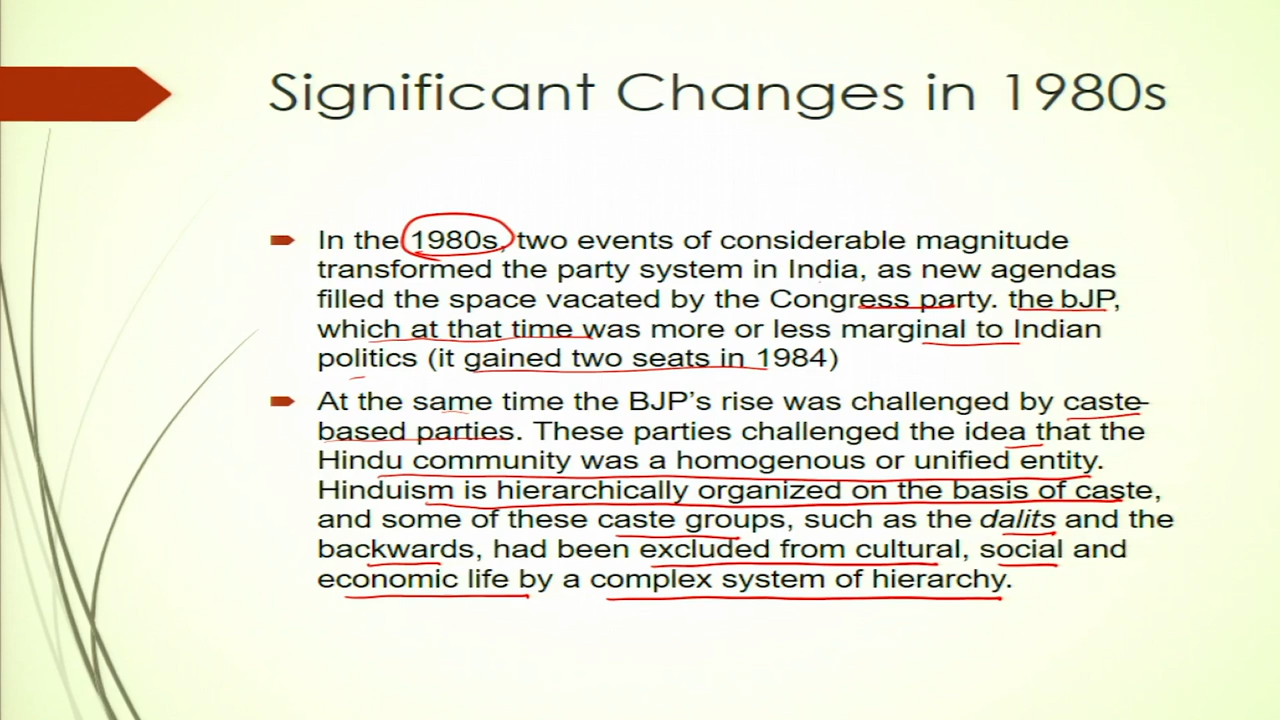 Significant Changes in 1980s
In the 1980s, two events of considerable magnitude
transformed the party system in India, as new agendas
filled the space vacated by the Congress party. the bJP,
which at that time was more or less marginal to Indian
politics (it gained two seats in 1984)
At the same time the BJP's rise was challenged by caste-
based parties. These parties challenged the idea that the
Hindu community was a homogenous or unified entity.
Hinduism is hierarchically organized on the basis of caste,
and some of these caste groups, such as the dalits and the
backwards, had been excluded from cultural, social and
economic life by a complex system of hierarchy.